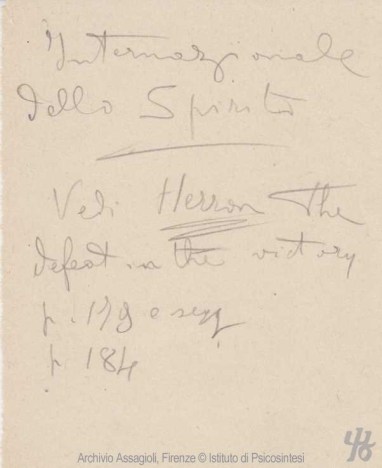 Internazionale
dello Spirito
Vedi Herron The
defeat in the victory
p. 179 e segg
p. 184
Archivio Assagioli, Firenze © Istituto di Psicosintesi